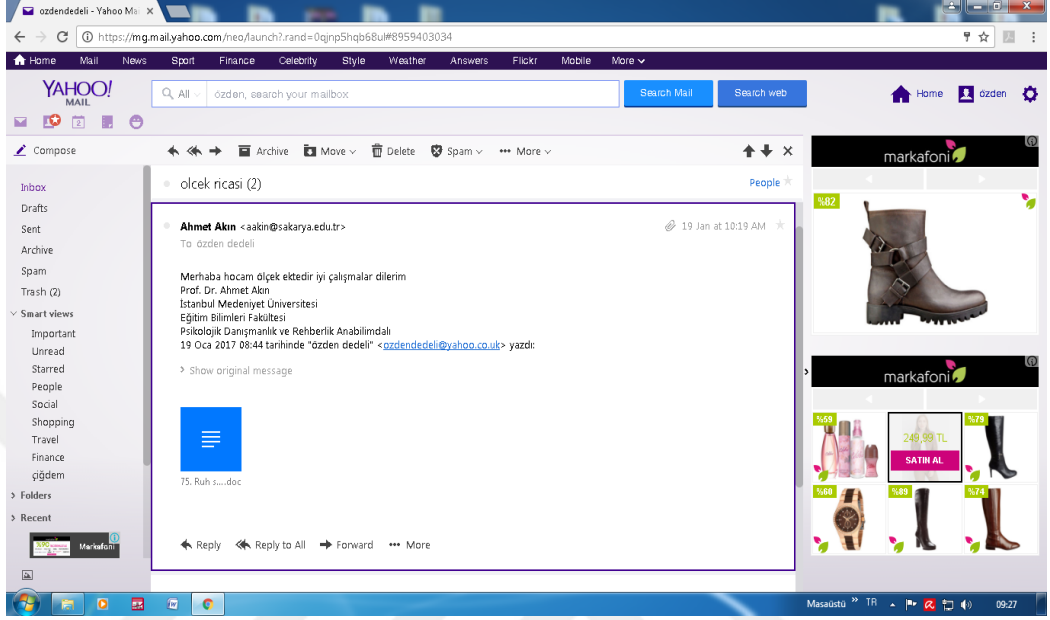 ozdendedeli - Yahoo Mai
https://mg.mail.yahoo.com/neo/launch?.rand=0qjnp5hqb68ul#8959403034
Home Mail News Sport Finance Celebrity Style Weather Answers Flickr Mobile More
YAHOO!
MAIL
All özden, search your mailbox Search Mail Search web Home özden
2
Compose Archive Move Delete Spam More
olcek ricasi (2) People
Inbox
Drafts
Sent
Archive
Spam
Trash (2)
Smart views
Important
Unread
Starred
People
Social
Shopping
Travel
Finance
çiğdem
Folders
Recent
Markafoni
Ahmet Akın <aakin@sakarya.edu.tr> 19 Jan at 10:19 AM
To özden dedeli
Merhaba hocam ölçek ektedir iyi çalışmalar dilerim
Prof. Dr. Ahmet Akın
İstanbul Medeniyet Üniversitesi
Eğitim Bilimleri Fakültesi
Psikolojik Danışmanlık ve Rehberlik Anabilimdalı
19 Oca 2017 08:44 tarihinde "özden dedeli" <ozdendedeli@yahoo.co.uk> yazdı:
Show original message
75. Ruh s....doc
Reply Reply to All Forward More
markafoni
%82
markafoni
%59 249,99 TL %79
SATIN AL
%60 %89 %74
Masaüstü TR 09:27